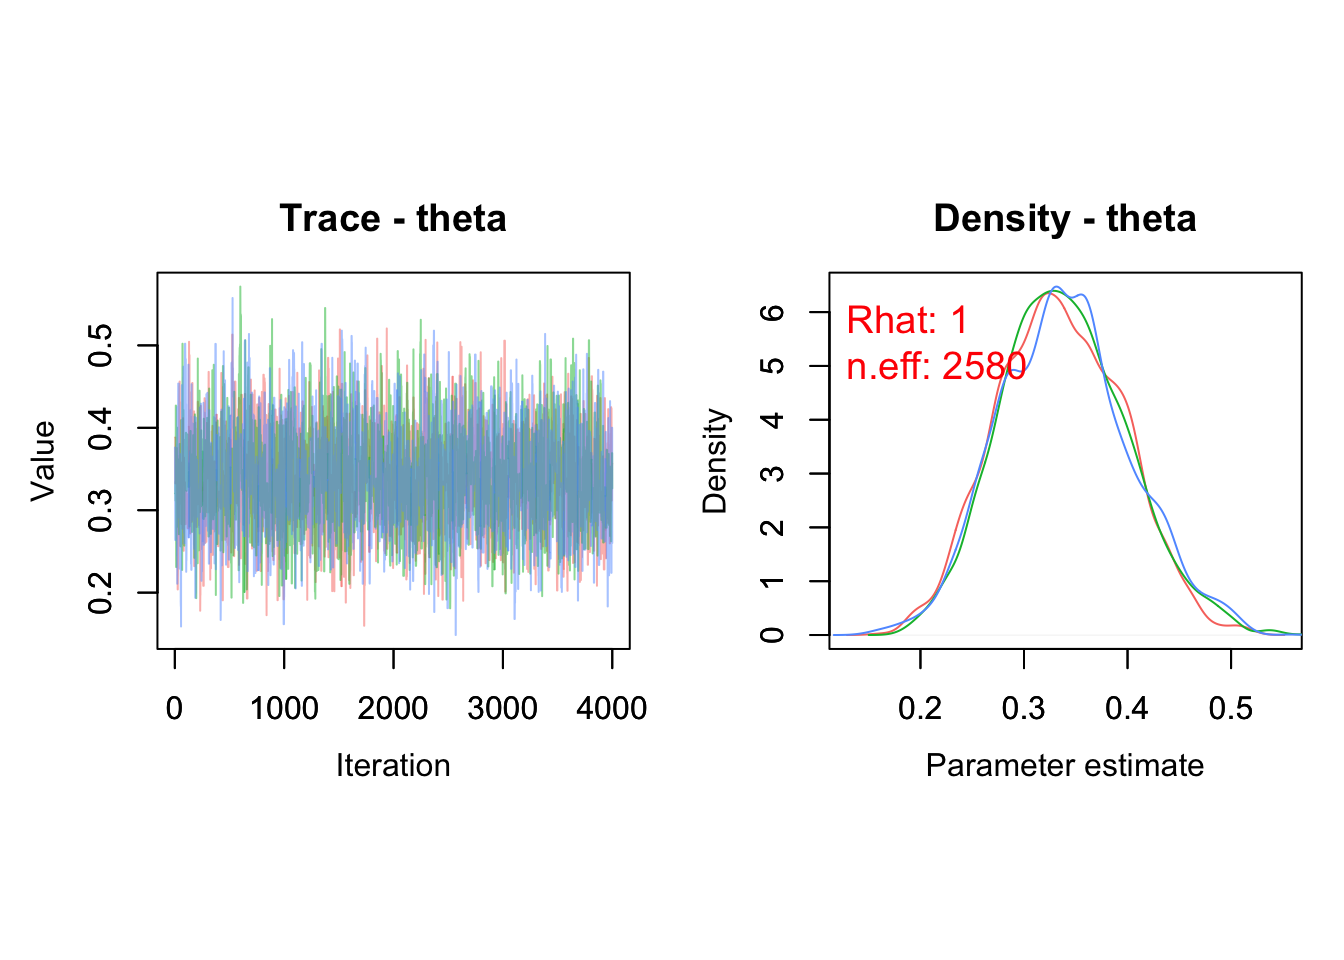 Trace - theta
Value
0.2
0.3
0.4
0.5
0
1000
2000
3000
4000
Iteration
Density - theta
Rhat: 1
n.eff: 2580
Density
0
1
2
3
4
5
6
0.2
0.3
0.4
0.5
Parameter estimate